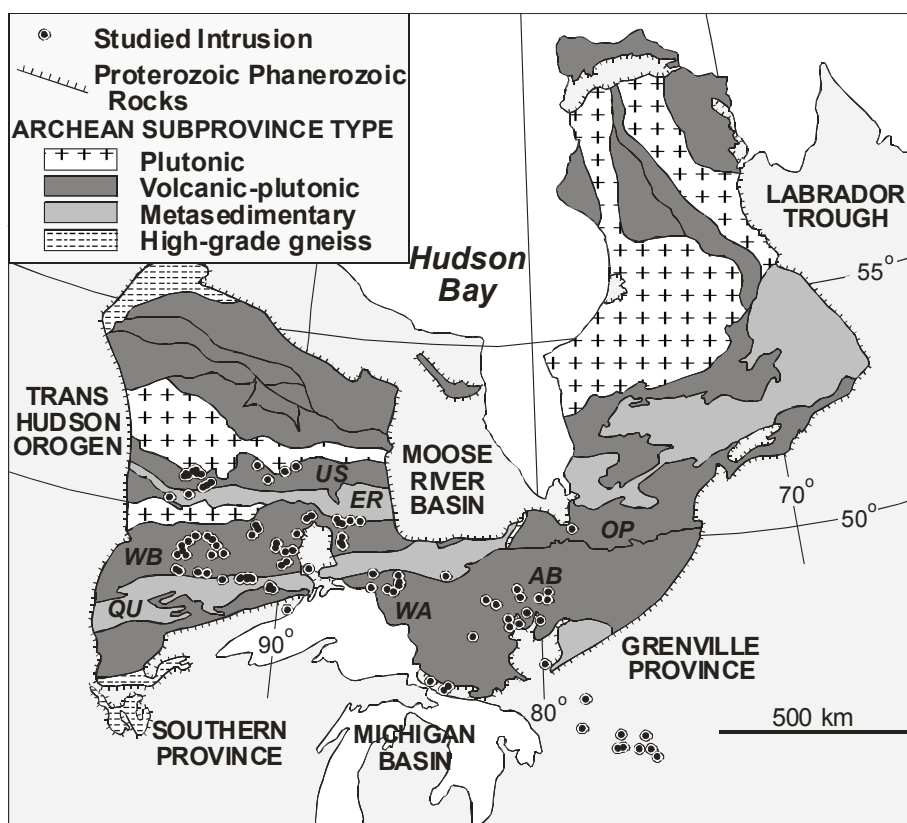 Studied Intrusion
Proterozoic Phanerozoic
Rocks
ARCHEAN SUBPROVINCE TYPE
Plutonic
Volcanic-plutonic
Metasedimentary
High-grade gneiss
Hudson
Bay
LABRADOR
TROUGH
55°
TRANS
HUDSON
OROGEN
MOOSE
RIVER
BASIN
US
ER
70°
50°
OP
WB
AB
QU
WA
90°
GRENVILLE
PROVINCE
80°
500 km
SOUTHERN
PROVINCE
MICHIGAN
BASIN